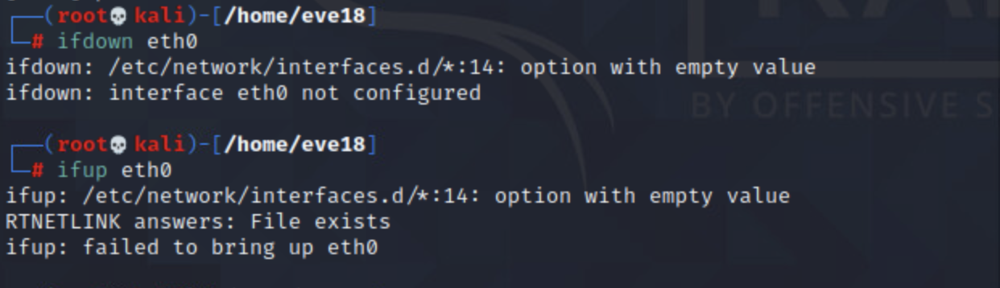 ┌──(root💀kali)-[/home/eve18]
└─# ifdown eth0
ifdown: /etc/network/interfaces.d/*:14: option with empty value
ifdown: interface eth0 not configured
┌──(root💀kali)-[/home/eve18]
└─# ifup eth0
ifup: /etc/network/interfaces.d/*:14: option with empty value
RTNETLINK answers: File exists
ifup: failed to bring up eth0
BY OFFENSIVE S